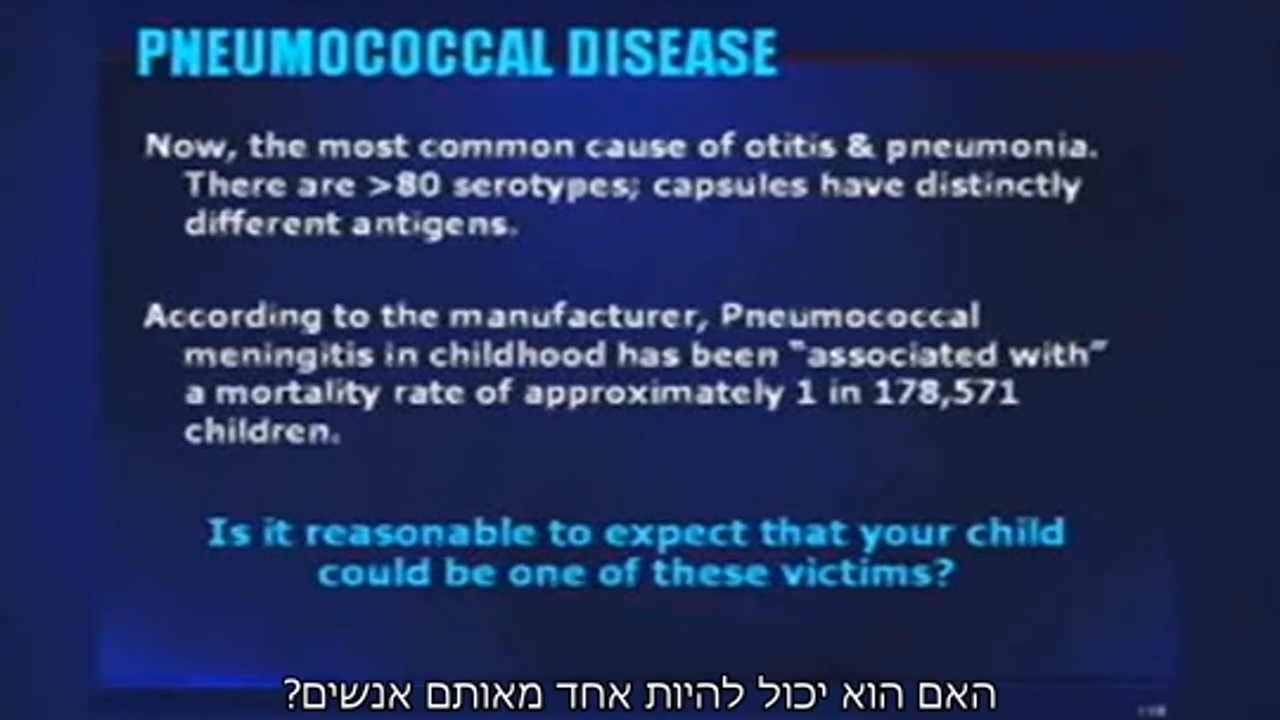 PNEUMOCOCCAL DISEASE
Now, the most common cause of otitis & pneumonia.
There are >80 serotypes; capsules have distinctly
different antigens.
According to the manufacturer, Pneumococcal
meningitis in childhood has been "associated with"
a mortality rate of approximately 1 in 178,571
children.
Is it reasonable to expect that your child
could be one of these victims?
האם הוא יכול להיות אחד מאותם אנשים?